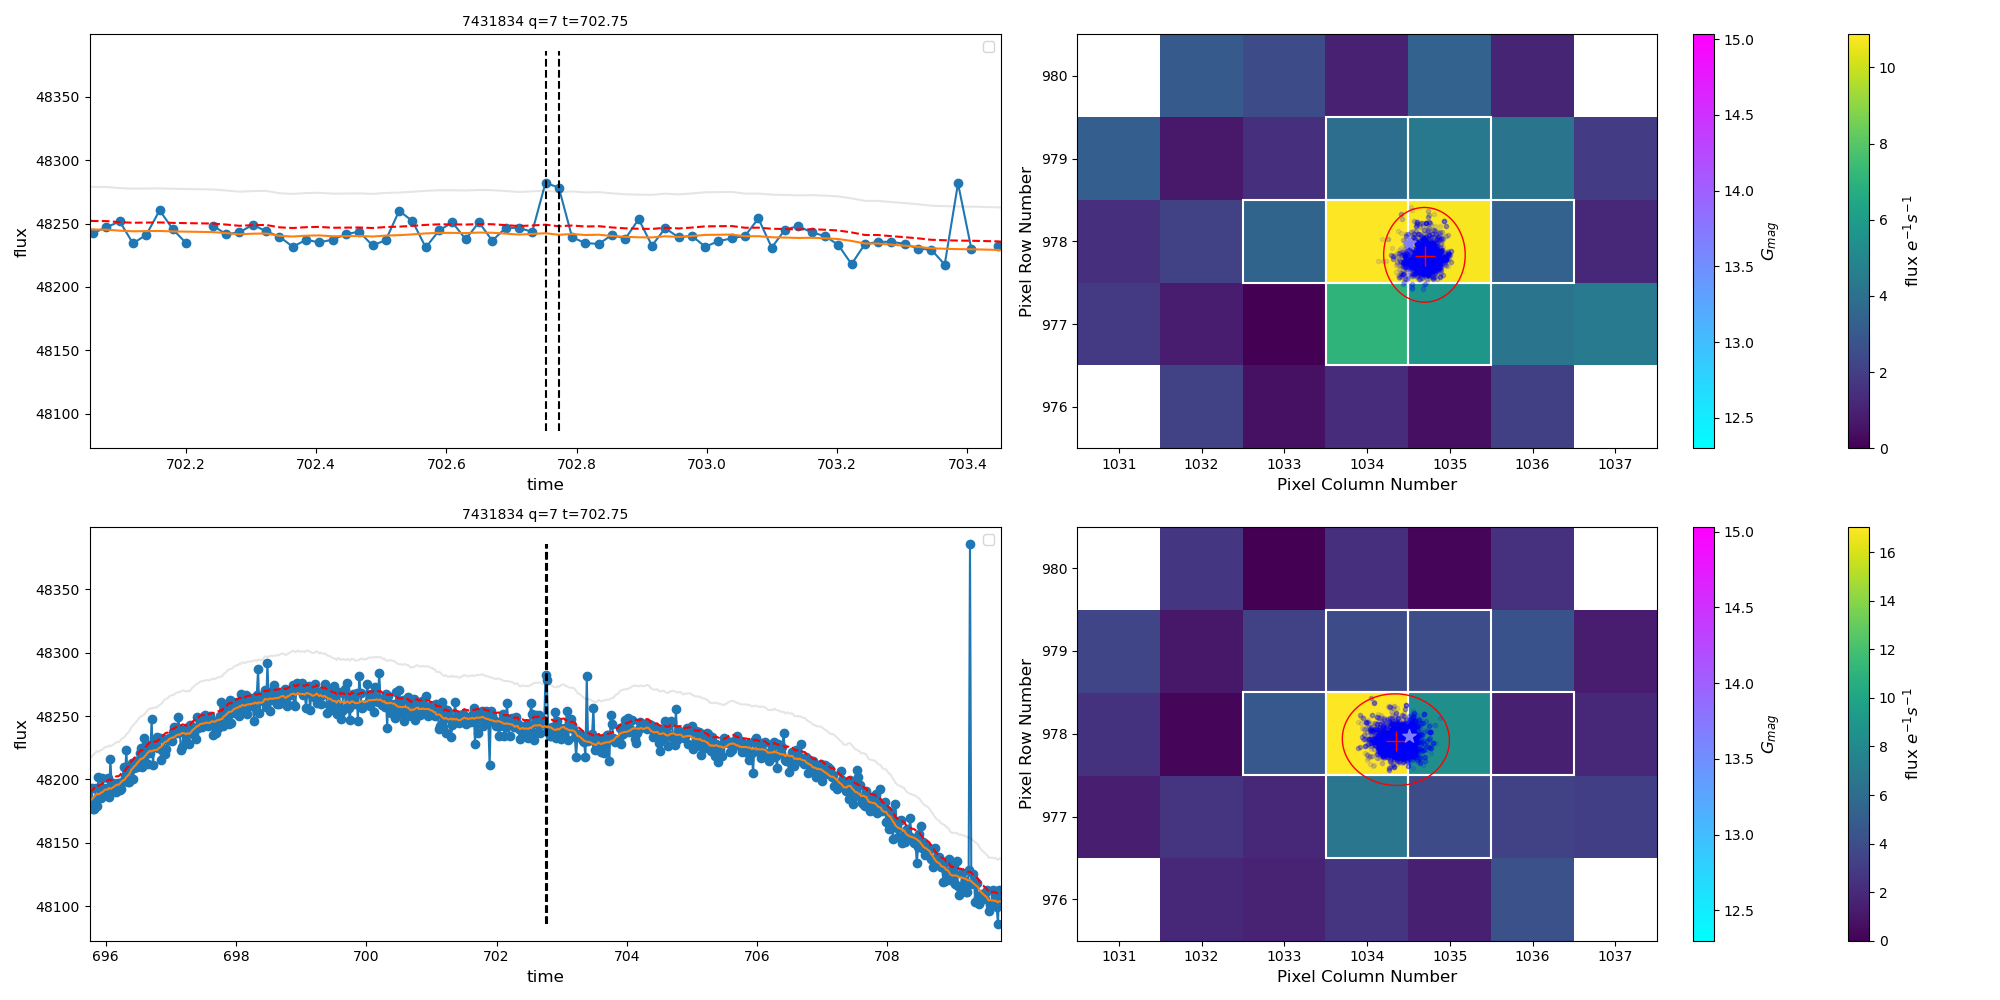 7431834 q=7 t=702.75
flux
48350
48300
48250
48200
48150
48100
702.2 702.4 702.6 702.8 703.0 703.2 703.4
time
Pixel Row Number
980
979
978
977
976
1031 1032 1033 1034 1035 1036 1037
Pixel Column Number
15.0
14.5
14.0
13.5
13.0
12.5
G_mag
10
8
6
4
2
0
flux e⁻¹s⁻¹
7431834 q=7 t=702.75
flux
48350
48300
48250
48200
48150
48100
696 698 700 702 704 706 708
time
Pixel Row Number
980
979
978
977
976
1031 1032 1033 1034 1035 1036 1037
Pixel Column Number
15.0
14.5
14.0
13.5
13.0
12.5
G_mag
16
14
12
10
8
6
4
2
0
flux e⁻¹s⁻¹